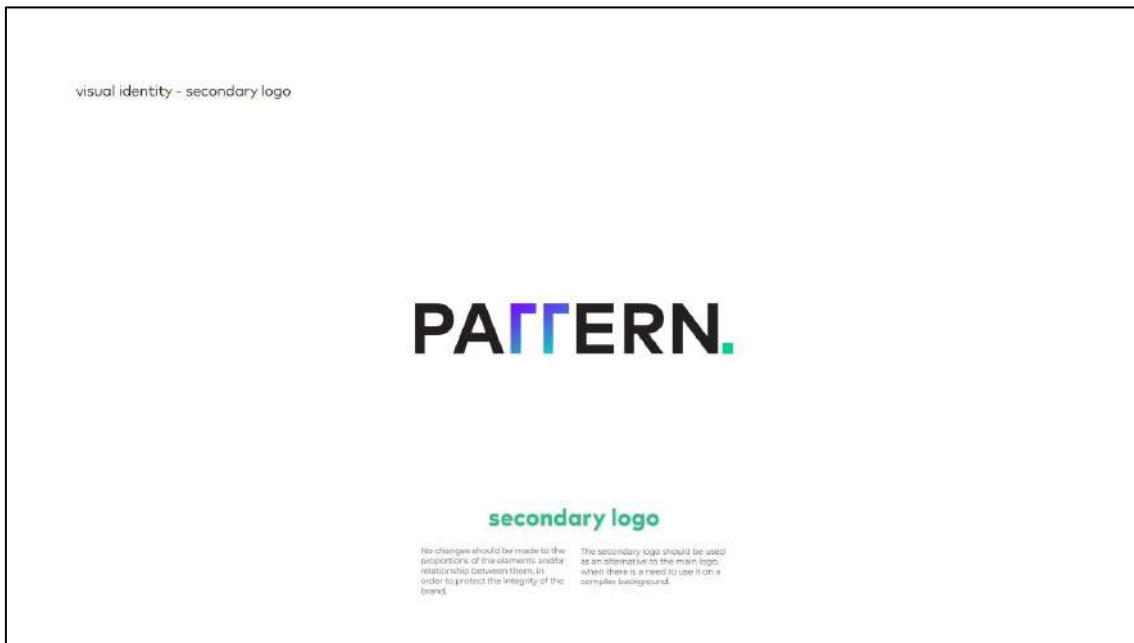 visual identity - secondary logo
PATTERN.
secondary logo
No changes should be made to the
proportions of the elements and/or
relationship between them, in
order to protect the integrity of the
brand.
The secondary logo should be used
as an alternative to the main logo,
when there is a need to use it on a
complex background.